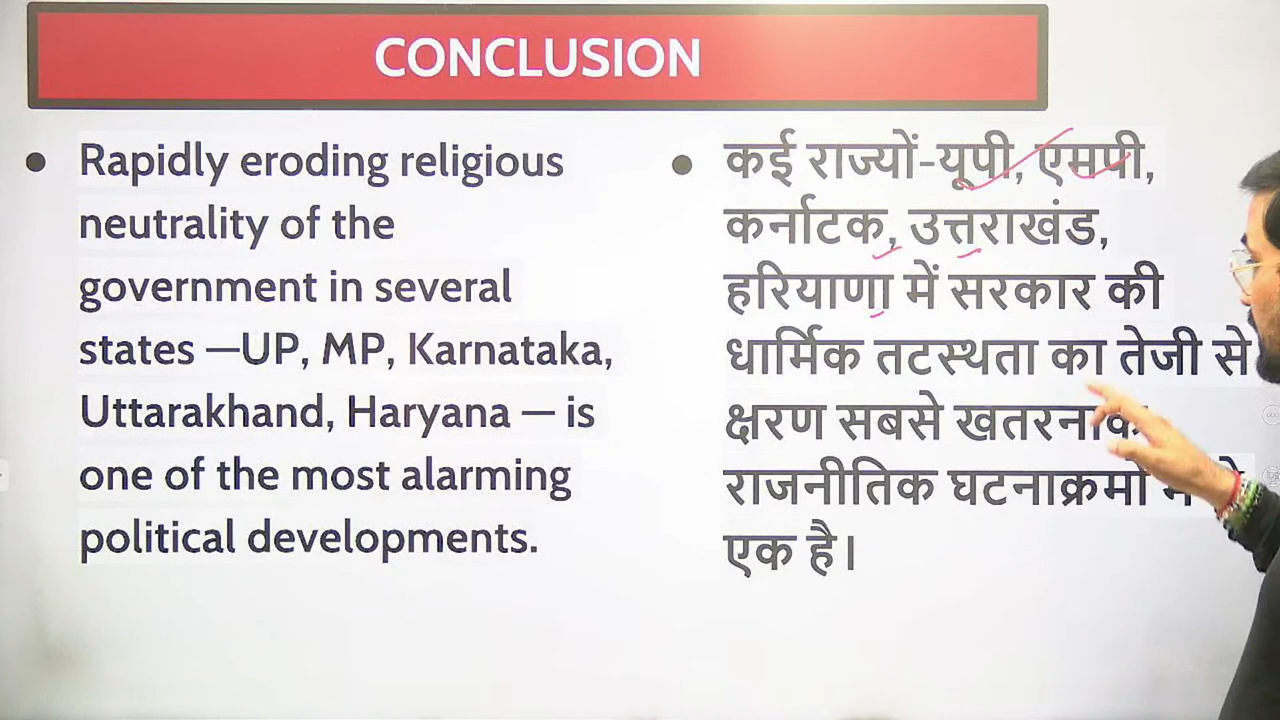 CONCLUSION
• Rapidly eroding religious
neutrality of the
government in several
states —UP, MP, Karnataka,
Uttarakhand, Haryana — is
one of the most alarming
political developments.
• कई राज्यों-यूपी, एमपी,
कर्नाटक, उत्तराखंड,
हरियाणा में सरकार की
धार्मिक तटस्थता का तेजी से
क्षरण सबसे खतरनाक
राजनीतिक घटनाक्रमों
एक है।